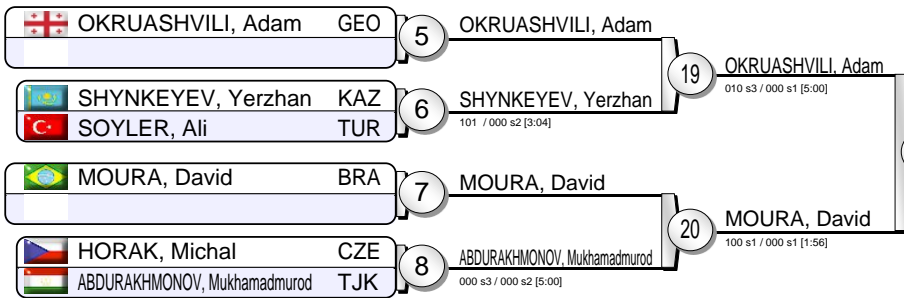 OKRUASHVILI, Adam GEO
5
OKRUASHVILI, Adam
SHYNKEYEV, Yerzhan KAZ
SOYLER, Ali TUR
6
SHYNKEYEV, Yerzhan
101 / 000 s2 [3:04]
19
OKRUASHVILI, Adam
010 s3 / 000 s1 [5:00]
MOURA, David BRA
7
MOURA, David
HORAK, Michal CZE
ABDURAKHMONOV, Mukhamadmurod TJK
8
ABDURAKHMONOV, Mukhamadmurod
000 s3 / 000 s2 [5:00]
20
MOURA, David
100 s1 / 000 s1 [1:56]